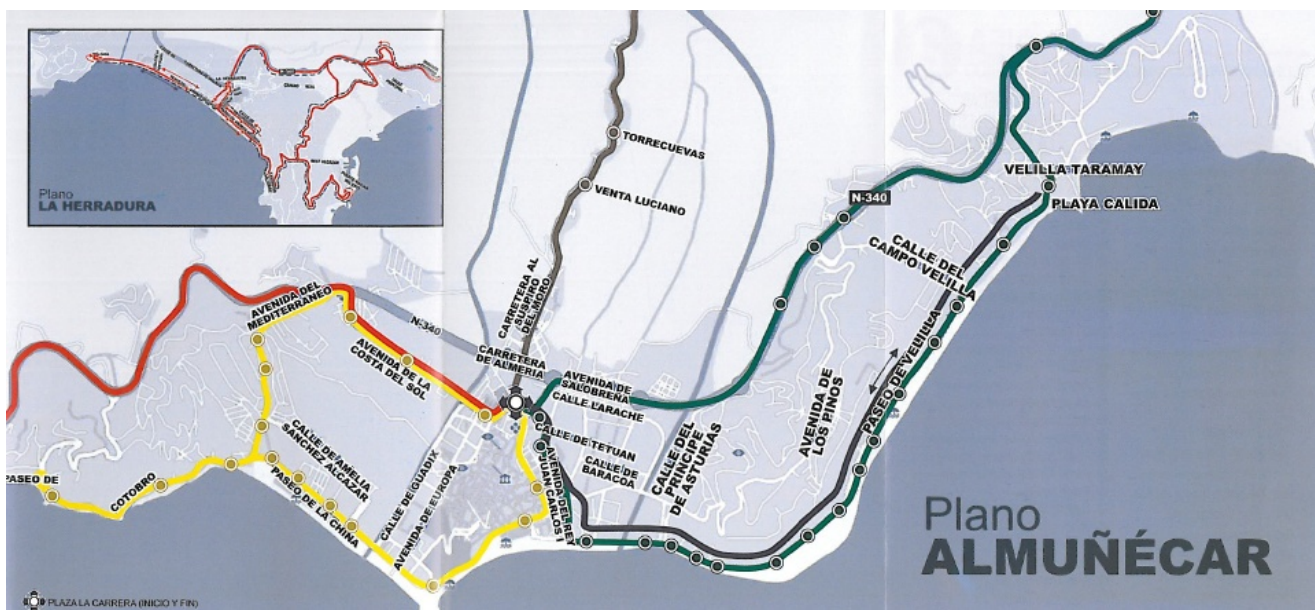 Plano
LA HERRADURA
TORRECUEVAS
VENTA LUCIANO
N-340
VELILLA TARAMAY
PLAYA CALIDA
CALLE DEL
CAMPO VELILLA
CARRETERA AL
SUSPIRO
DEL MORO
AVENIDA DEL
MEDITERRANEO
N-340
AVENIDA DE LA
COSTA DEL SOL
CARRETERA
DE ALMERIA
AVENIDA DE
SALOBREÑA
CALLE LARACHE
CALLE DE TETUAN
CALLE DE
BARACOA
CALLE DEL
PRINCIPE
DE ASTURIAS
AVENIDA DE
LOS PINOS
PASEO DE VELILLA
CALLE DE AMELIA
SANCHEZ ALCAZAR
PASEO DE LA CHINA
CALLE DE GUADIX
AVENIDA DE EUROPA
AVENIDA DEL REY
JUAN CARLOS I
PASEO DE
COTOBRO
Plano
ALMUÑÉCAR
PLAZA LA CARRERA (INICIO Y FIN)